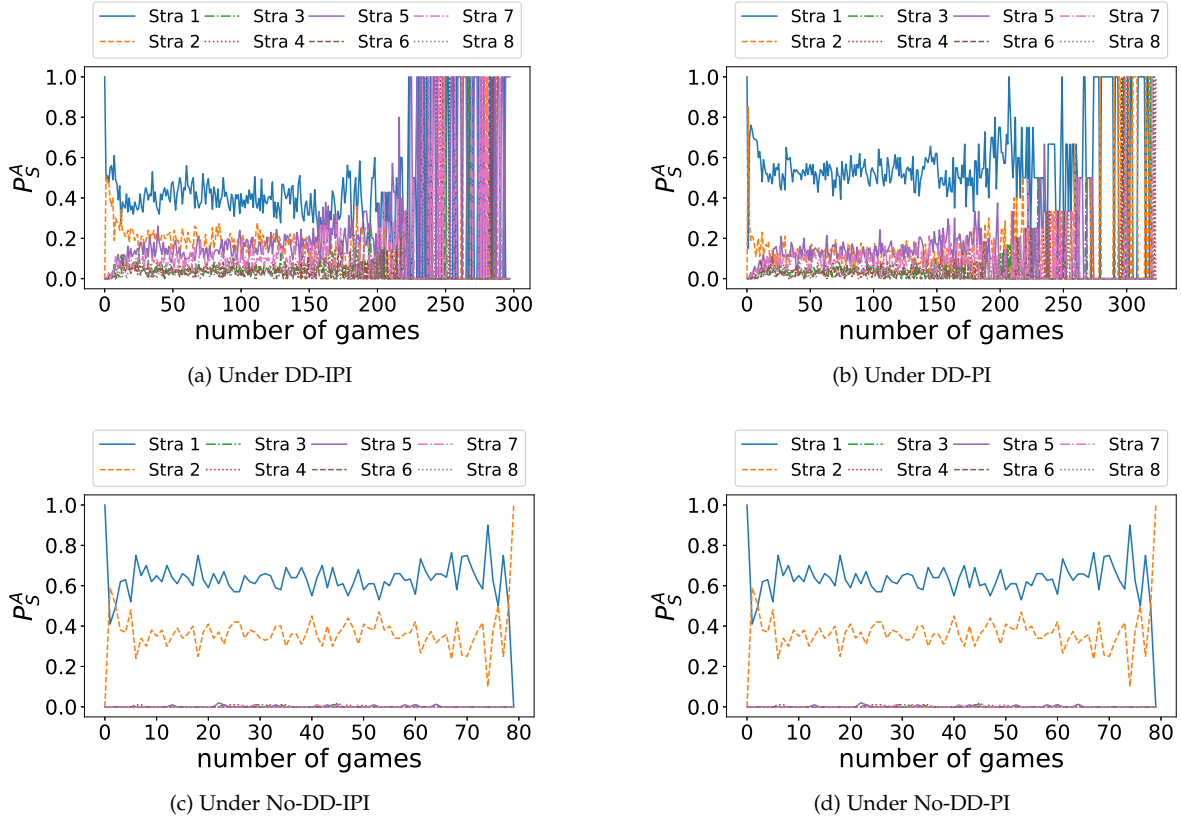 Stra 1 Stra 3 Stra 5 Stra 7
Stra 2 Stra 4 Stra 6 Stra 8
1.0
0.8
0.6
0.4
0.2
0.0
P_S^A
0 50 100 150 200 250 300
number of games
(a) Under DD-IPI
Stra 1 Stra 3 Stra 5 Stra 7
Stra 2 Stra 4 Stra 6 Stra 8
1.0
0.8
0.6
0.4
0.2
0.0
P_S^A
0 50 100 150 200 250 300
number of games
(b) Under DD-PI
Stra 1 Stra 3 Stra 5 Stra 7
Stra 2 Stra 4 Stra 6 Stra 8
1.0
0.8
0.6
0.4
0.2
0.0
P_S^A
0 10 20 30 40 50 60 70 80
number of games
(c) Under No-DD-IPI
Stra 1 Stra 3 Stra 5 Stra 7
Stra 2 Stra 4 Stra 6 Stra 8
1.0
0.8
0.6
0.4
0.2
0.0
P_S^A
0 10 20 30 40 50 60 70 80
number of games
(d) Under No-DD-PI